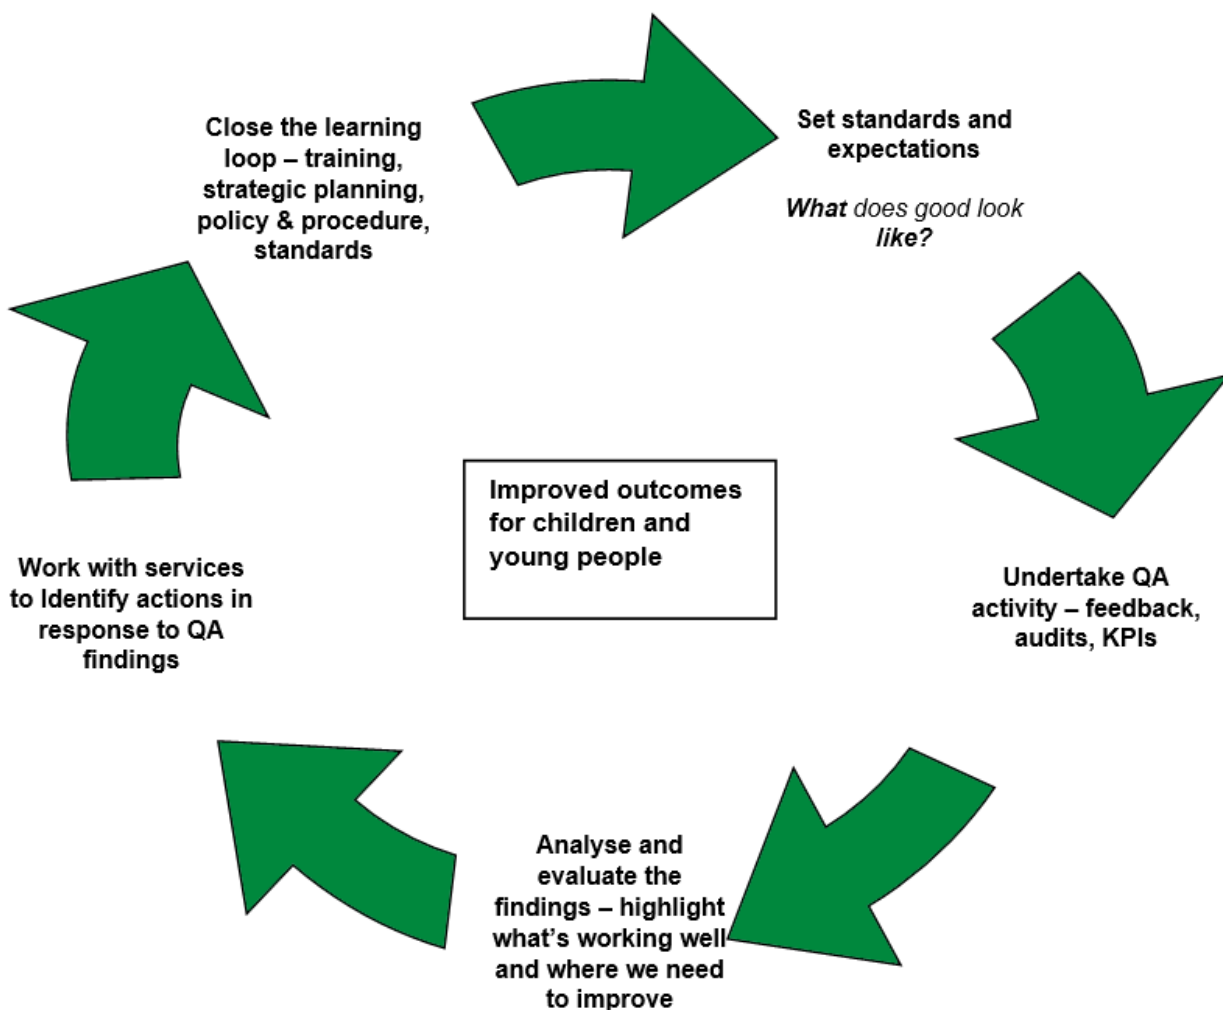 Close the learning
loop – training,
strategic planning,
policy & procedure,
standards
Set standards and
expectations
What does good look
like?
Improved outcomes
for children and
young people
Undertake QA
activity – feedback,
audits, KPIs
Analyse and
evaluate the
findings – highlight
what’s working well
and where we need
to improve
Work with services
to Identify actions in
response to QA
findings